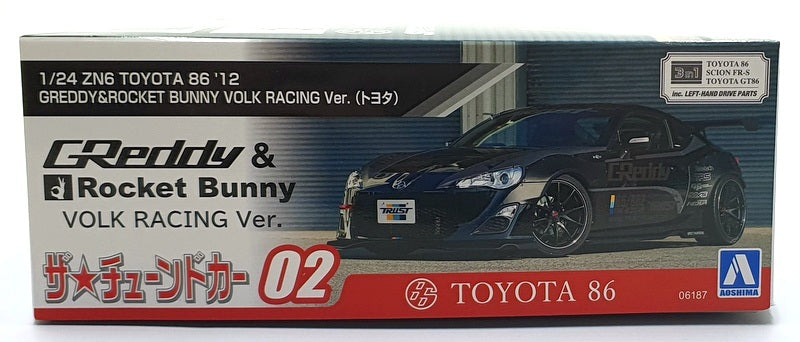 1/24 ZN6 TOYOTA 86 '12
GREDDY&ROCKET BUNNY VOLK RACING Ver. (トヨタ)
3in1
TOYOTA 86
SCION FR-S
TOYOTA GT86
inc. LEFT-HAND DRIVE PARTS
GReddy &
Rocket Bunny
VOLK RACING Ver.
GReddy
TRUST
ザ★チューンドカー 02
86 TOYOTA 86
06187
A
AOSHIMA